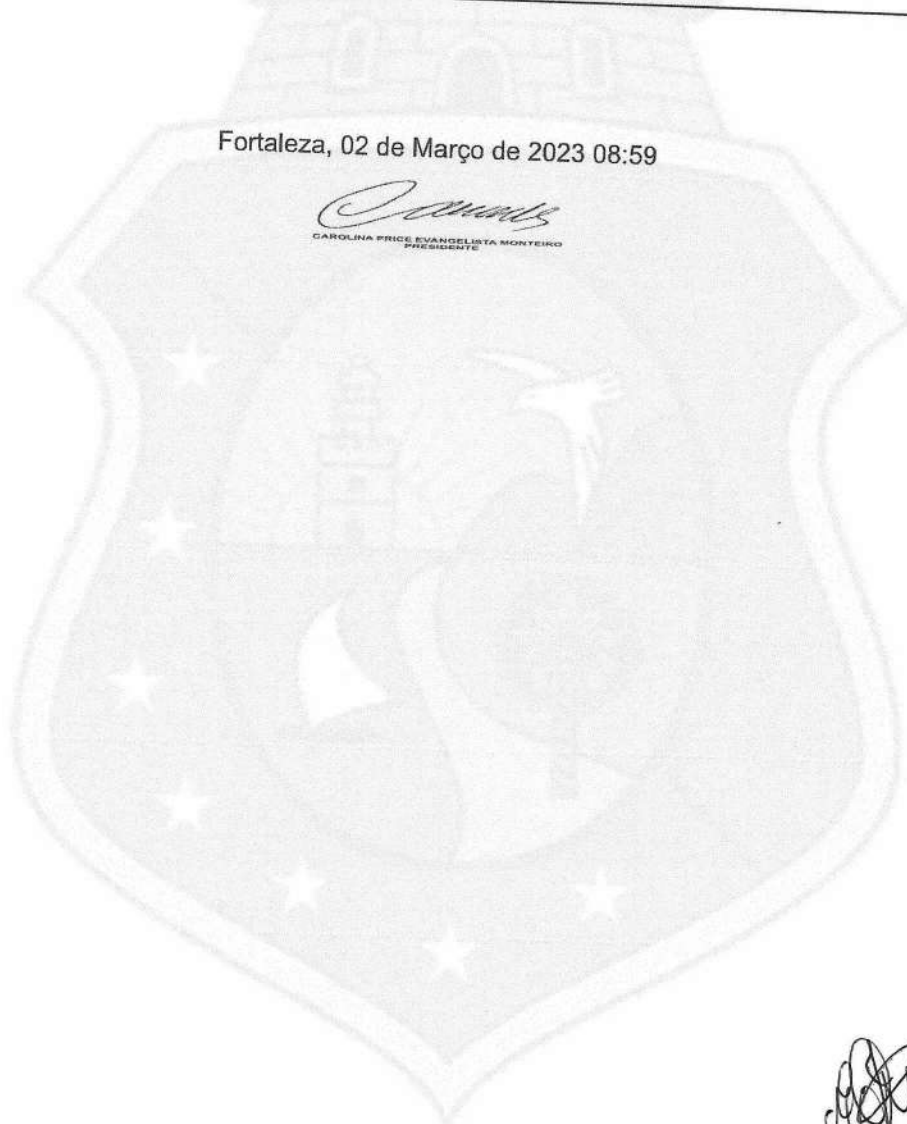 Fortaleza, 02 de Março de 2023 08:59
CAROLINA PRICE EVANGELISTA MONTEIRO
PRESIDENTE